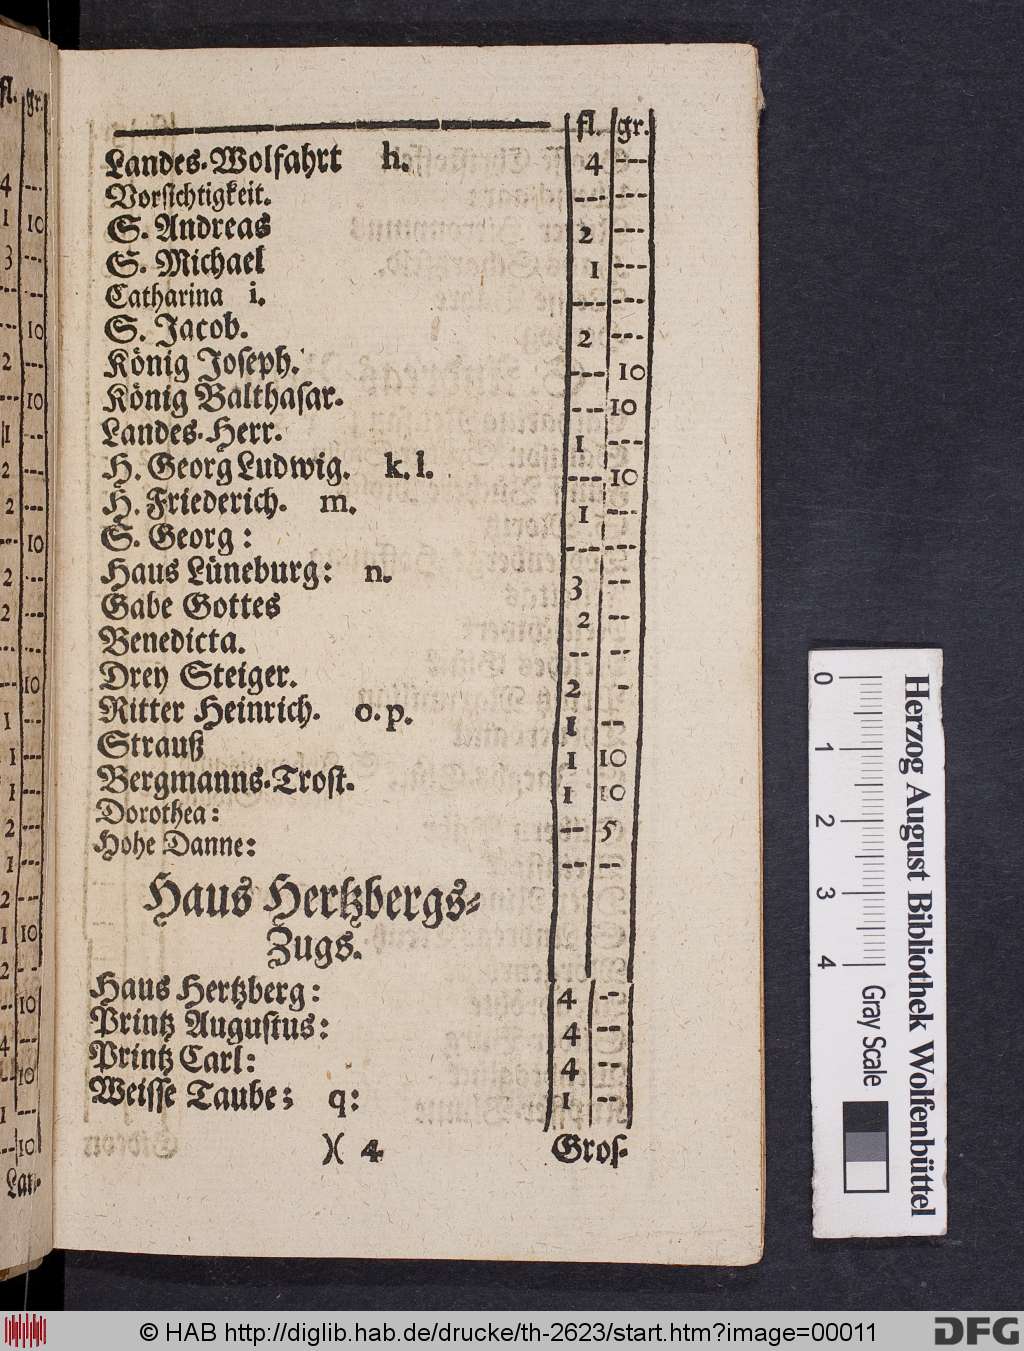 fl. gr.
Landes-Wolfahrt h. 4 ---
Vorsichtigkeit. --- ---
S. Andreas 2 ---
S. Michael 1 ---
Catharina i. --- ---
S. Jacob. 2 ---
König Joseph. --- 10
König Balthasar. --- 10
Landes-Herr. 1 ---
H. Georg Ludwig. k. l. --- 10
H. Friederich. m. 1 ---
S. Georg: --- ---
Haus Lüneburg: n. 3 --
Gabe Gottes 2 --
Benedicta. -- --
Drey Steiger. 2 -
Ritter Heinrich. o. p. 1 --
Strauß 1 10
Bergmanns-Trost. 1 10
Dorothea: -- 5
Hohe Danne: -- --
Haus Hertzbergs-
Zugs.
Haus Hertzberg: 4 --
Printz Augustus: 4 --
Printz Carl: 4 --
Weisse Taube; q: 1 --
)( 4 Gros-
0 1 2 3 4
Gray Scale
Herzog August Bibliothek Wolfenbüttel
© HAB http://diglib.hab.de/drucke/th-2623/start.htm?image=00011
DFG